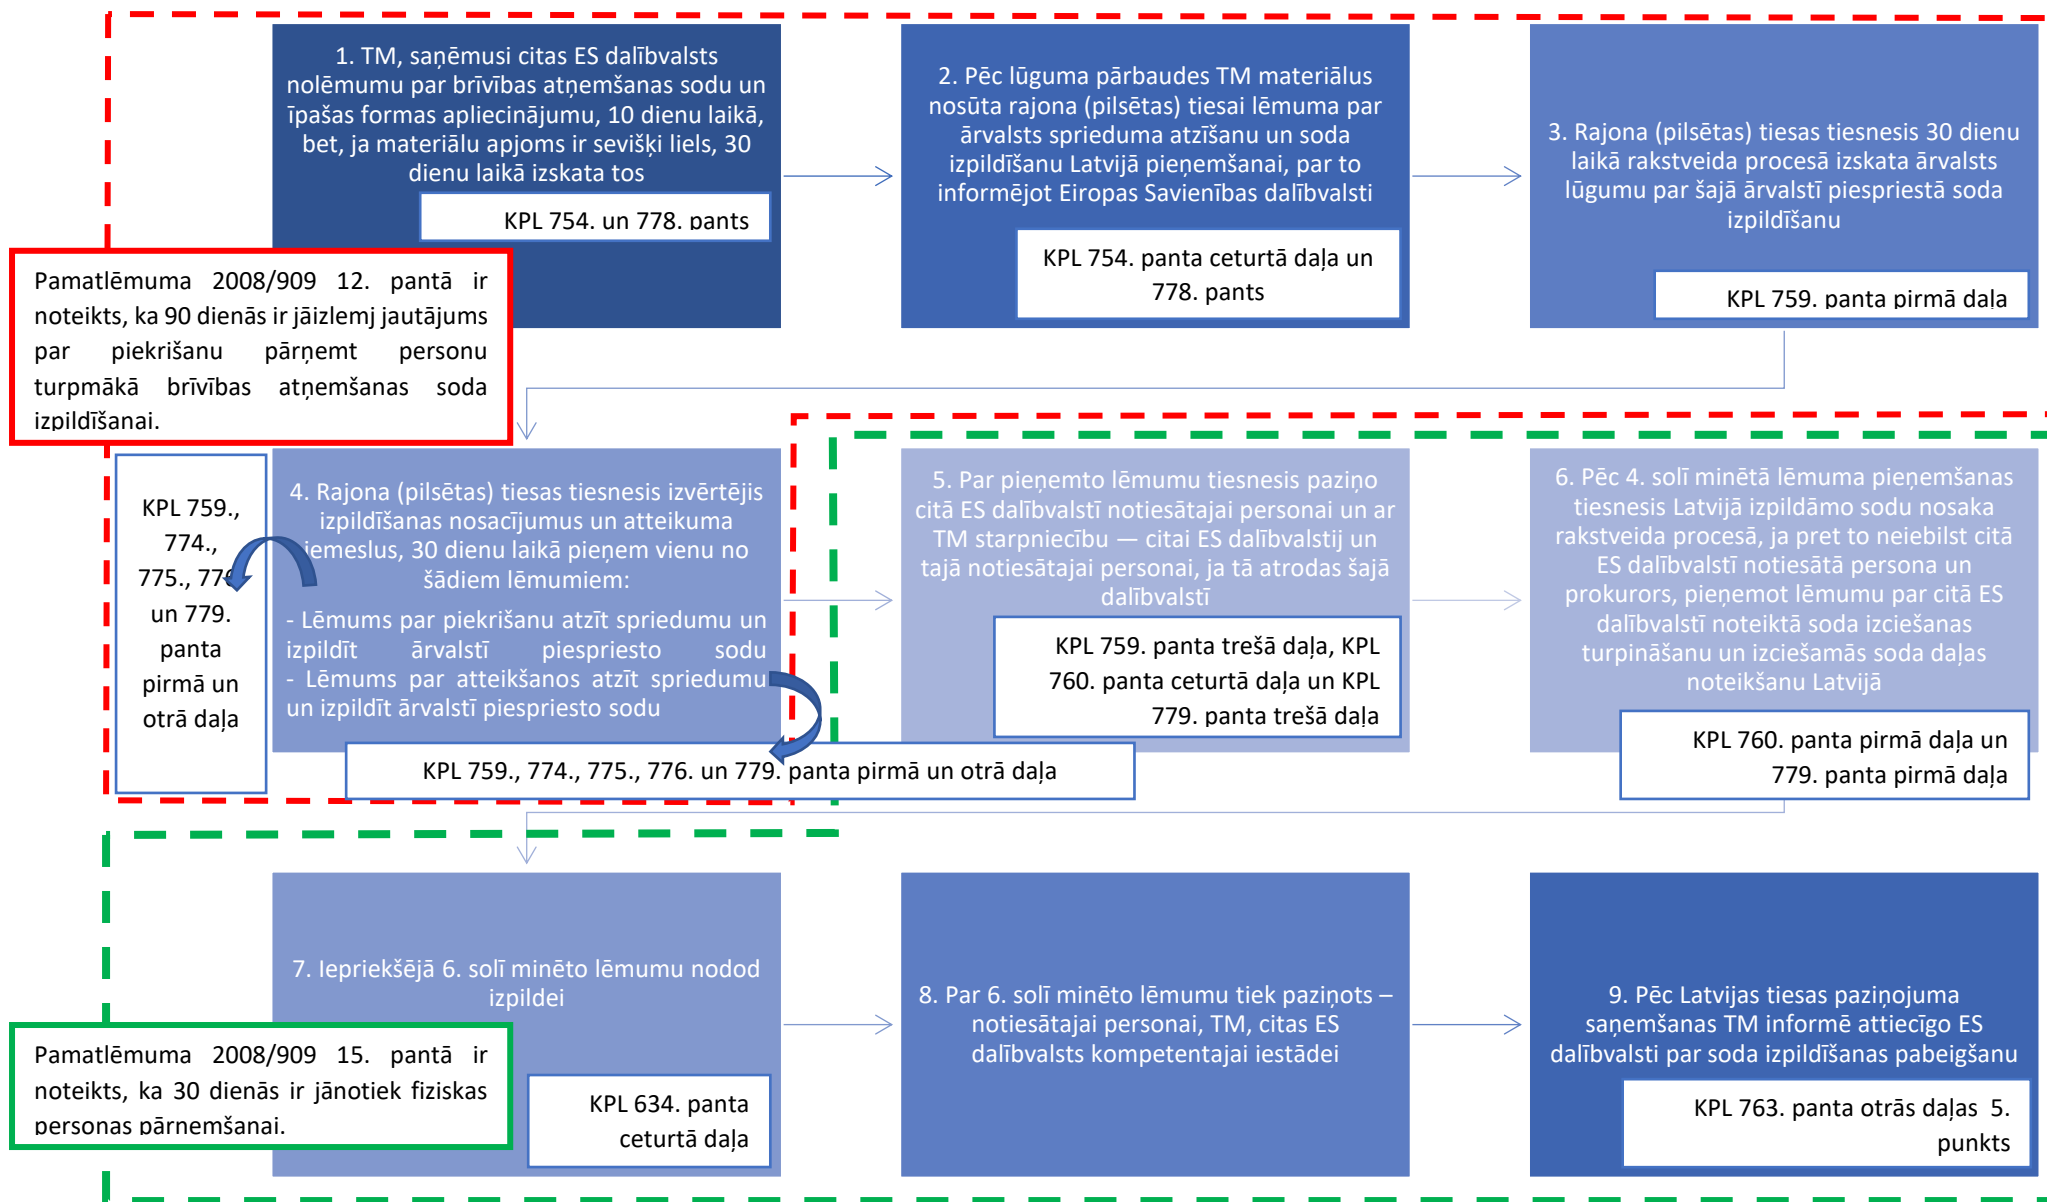 1. TM, saņēmusi citas ES dalībvalsts
nolēmumu par brīvības atņemšanas sodu un
īpašas formas apliecinājumu, 10 dienu laikā,
bet, ja materiālu apjoms ir sevišķi liels, 30
dienu laikā izskata tos
KPL 754. un 778. pants
2. Pēc lūguma pārbaudes TM materiālus
nosūta rajona (pilsētas) tiesai lēmuma par
ārvalsts sprieduma atzīšanu un soda
izpildīšanu Latvijā pieņemšanai, par to
informējot Eiropas Savienības dalībvalsti
KPL 754. panta ceturtā daļa un
778. pants
3. Rajona (pilsētas) tiesas tiesnesis 30 dienu
laikā rakstveida procesā izskata ārvalsts
lūgumu par šajā ārvalstī piespriestā soda
izpildīšanu
KPL 759. panta pirmā daļa
Pamatlēmuma 2008/909 12. pantā ir
noteikts, ka 90 dienās ir jāizlemj jautājums
par piekrišanu pārņemt personu
turpmākā brīvības atņemšanas soda
izpildīšanai.
KPL 759.,
774.,
775., 776.
un 779.
panta
pirmā un
otrā daļa
4. Rajona (pilsētas) tiesas tiesnesis izvērtējis
izpildīšanas nosacījumus un atteikuma
iemeslus, 30 dienu laikā pieņem vienu no
šādiem lēmumiem:
- Lēmums par piekrišanu atzīt spriedumu un
izpildīt ārvalstī piespriesto sodu
- Lēmums par atteikšanos atzīt spriedumu
un izpildīt ārvalstī piespriesto sodu
KPL 759., 774., 775., 776. un 779. panta pirmā un otrā daļa
5. Par pieņemto lēmumu tiesnesis paziņo
citā ES dalībvalstī notiesātajai personai un ar
TM starpniecību — citai ES dalībvalstij un
tajā notiesātajai personai, ja tā atrodas šajā
dalībvalstī
KPL 759. panta trešā daļa, KPL
760. panta ceturtā daļa un KPL
779. panta trešā daļa
6. Pēc 4. solī minētā lēmuma pieņemšanas
tiesnesis Latvijā izpildāmo sodu nosaka
rakstveida procesā, ja pret to neiebilst citā
ES dalībvalstī notiesātā persona un
prokurors, pieņemot lēmumu par citā ES
dalībvalstī noteiktā soda izciešanas
turpināšanu un izciešamās soda daļas
noteikšanu Latvijā
KPL 760. panta pirmā daļa un
779. panta pirmā daļa
7. Iepriekšējā 6. solī minēto lēmumu nodod
izpildei
KPL 634. panta
ceturtā daļa
8. Par 6. solī minēto lēmumu tiek paziņots –
notiesātajai personai, TM, citas ES
dalībvalsts kompetentajai iestādei
9. Pēc Latvijas tiesas paziņojuma
saņemšanas TM informē attiecīgo ES
dalībvalsti par soda izpildīšanas pabeigšanu
KPL 763. panta otrās daļas 5.
punkts
Pamatlēmuma 2008/909 15. pantā ir
noteikts, ka 30 dienās ir jānotiek fiziskas
personas pārņemšanai.